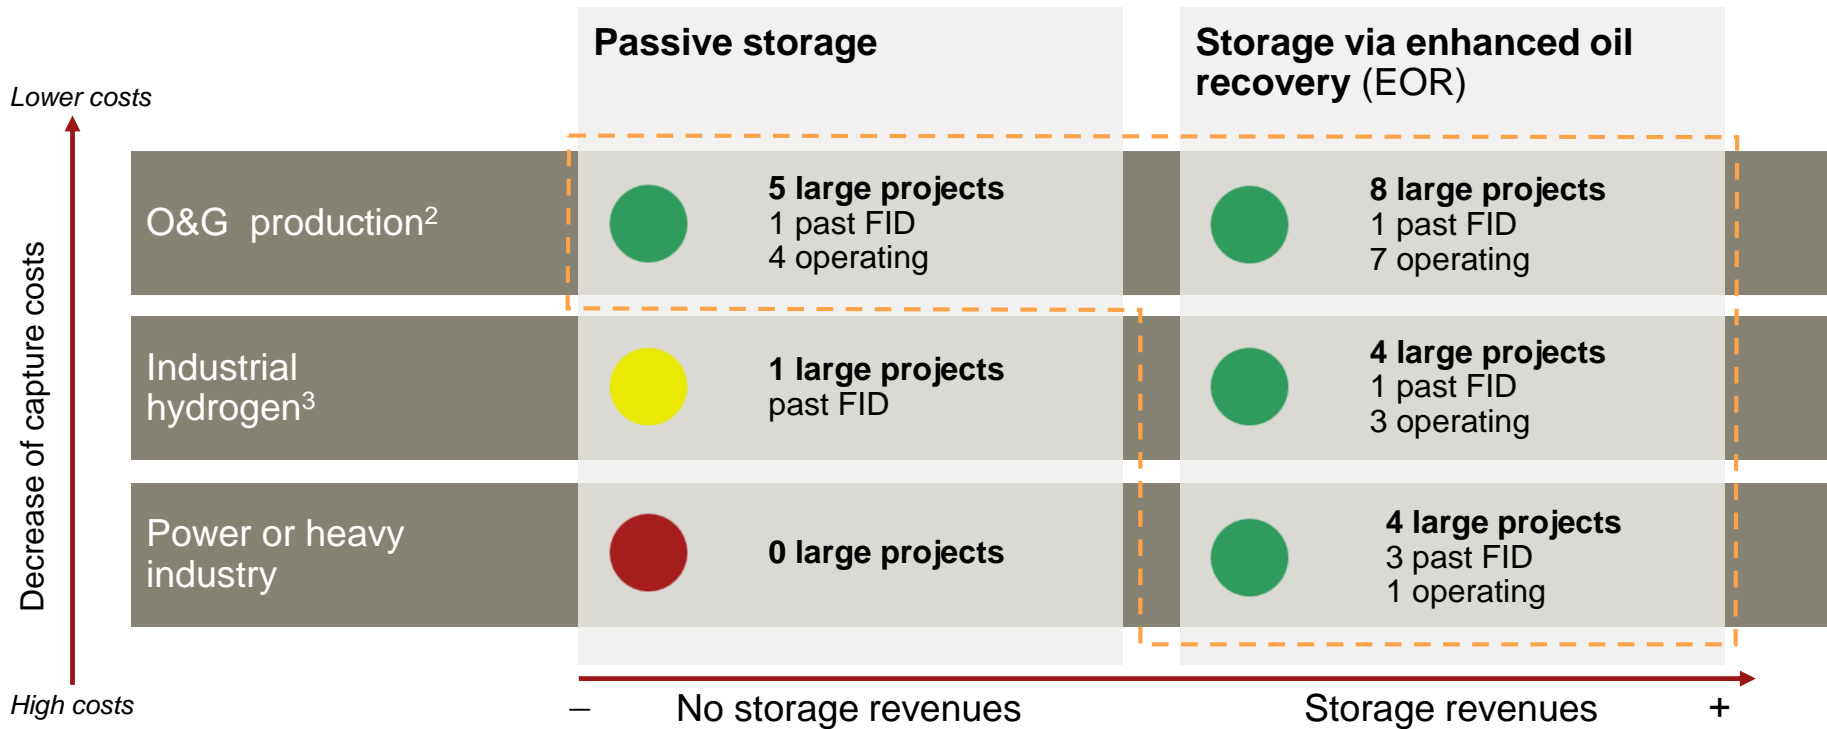 Passive storage
Storage via enhanced oil
recovery (EOR)
Lower costs
Decrease of capture costs
High costs
O&G production2
5 large projects
1 past FID
4 operating
8 large projects
1 past FID
7 operating
Industrial
hydrogen3
1 large projects
past FID
4 large projects
1 past FID
3 operating
Power or heavy
industry
0 large projects
4 large projects
3 past FID
1 operating
– No storage revenues
Storage revenues +